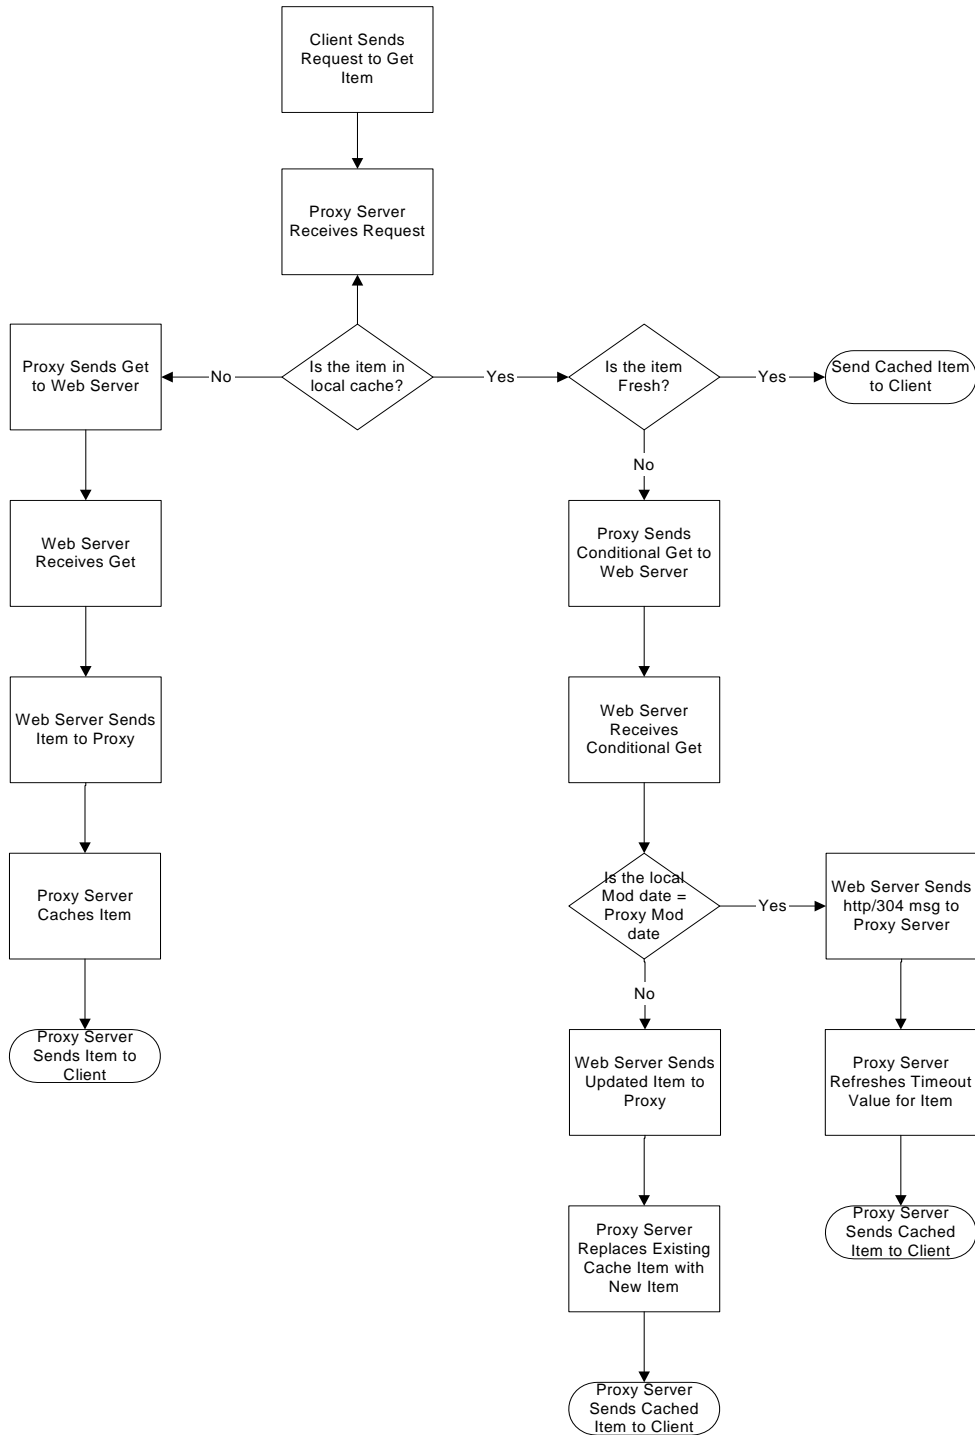 Client Sends
Request to Get
Item
Proxy Server
Receives Request
Proxy Sends Get
to Web Server
No
Is the item in
local cache?
Yes
Is the item
Fresh?
Yes
Send Cached Item
to Client
No
Web Server
Receives Get
Proxy Sends
Conditional Get to
Web Server
Web Server Sends
Item to Proxy
Web Server
Receives
Conditional Get
Proxy Server
Caches Item
Is the local
Mod date =
Proxy Mod
date
Yes
Web Server Sends
http/304 msg to
Proxy Server
No
Proxy Server
Sends Item to
Client
Web Server Sends
Updated Item to
Proxy
Proxy Server
Refreshes Timeout
Value for Item
Proxy Server
Replaces Existing
Cache Item with
New Item
Proxy Server
Sends Cached
Item to Client
Proxy Server
Sends Cached
Item to Client